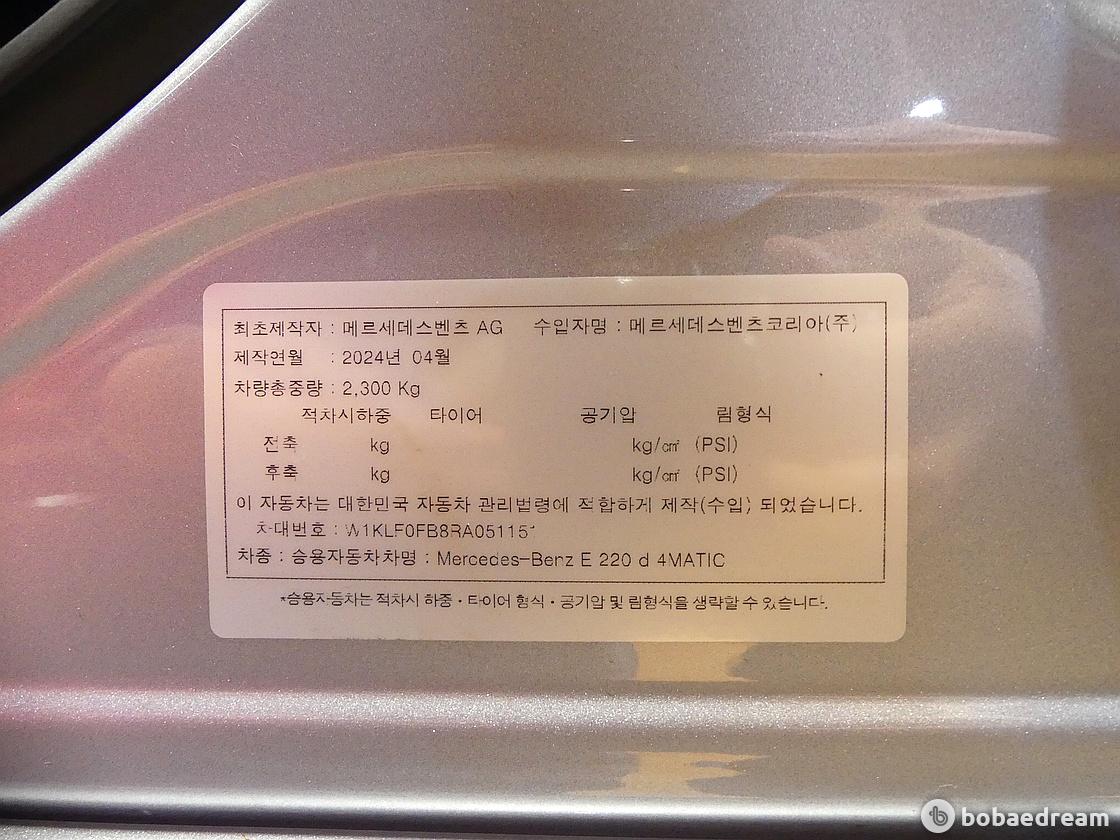 최초제작자 : 메르세데스벤츠 AG 수입자명 : 메르세데스벤츠코리아(주)
제작연월 : 2024년 04월
차량총중량 : 2,300 Kg
적차시하중 타이어 공기압 림형식
전축 kg kg/㎠ (PSI)
후축 kg kg/㎠ (PSI)
이 자동차는 대한민국 자동차 관리법령에 적합하게 제작(수입) 되었습니다.
차대번호 : W1KLF0FB8RA051151
차종 : 승용자동차차명 : Mercedes-Benz E 220 d 4MATIC
*승용자동차는 적차시 하중·타이어 형식·공기압 및 림형식을 생략할 수 있습니다.
bobaedream